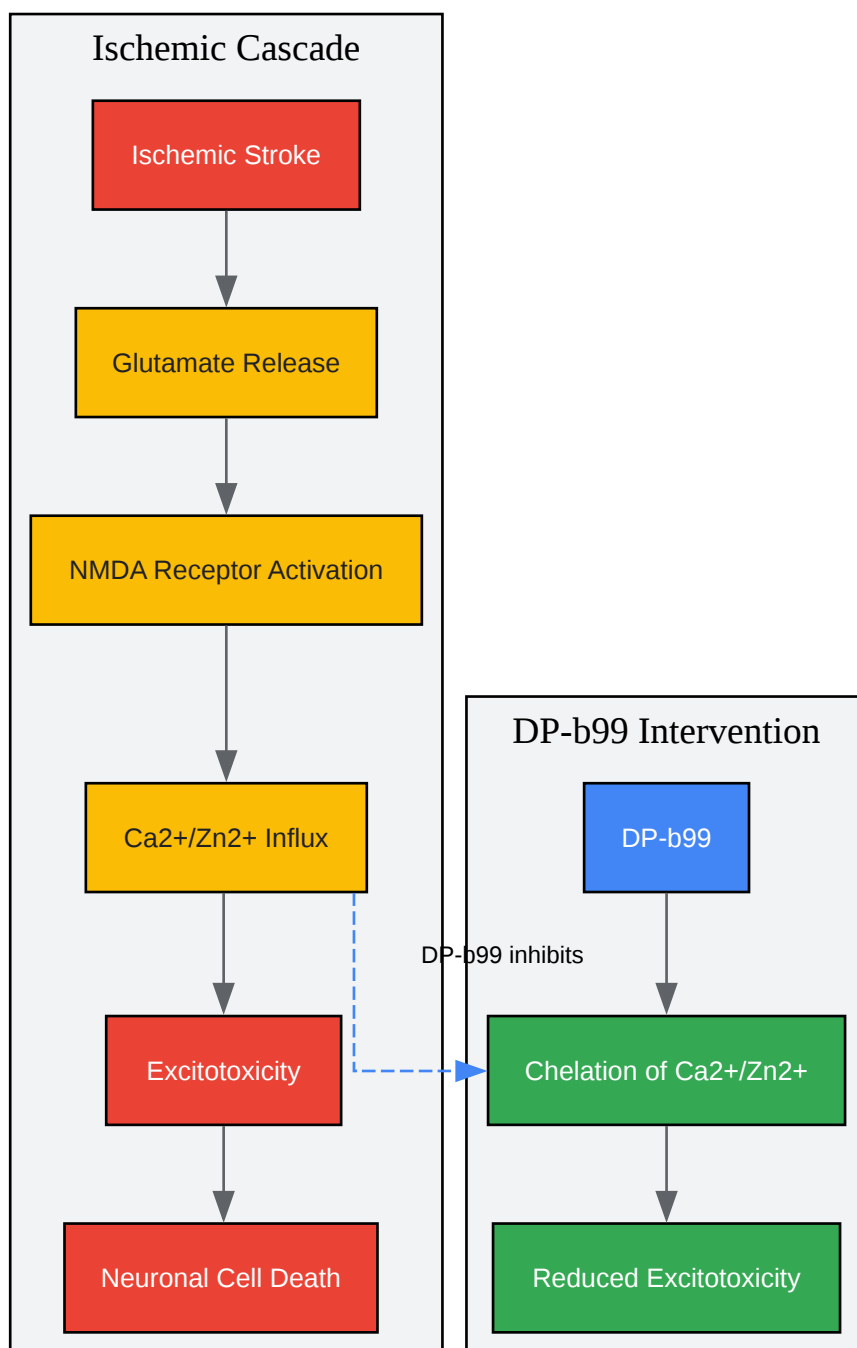 Ischemic Cascade
Ischemic Stroke
Glutamate Release
NMDA Receptor Activation
Ca2+/Zn2+ Influx
Excitotoxicity
Neuronal Cell Death
DP-b99 Intervention
DP-b99
DP-b99 inhibits
Chelation of Ca2+/Zn2+
Reduced Excitotoxicity